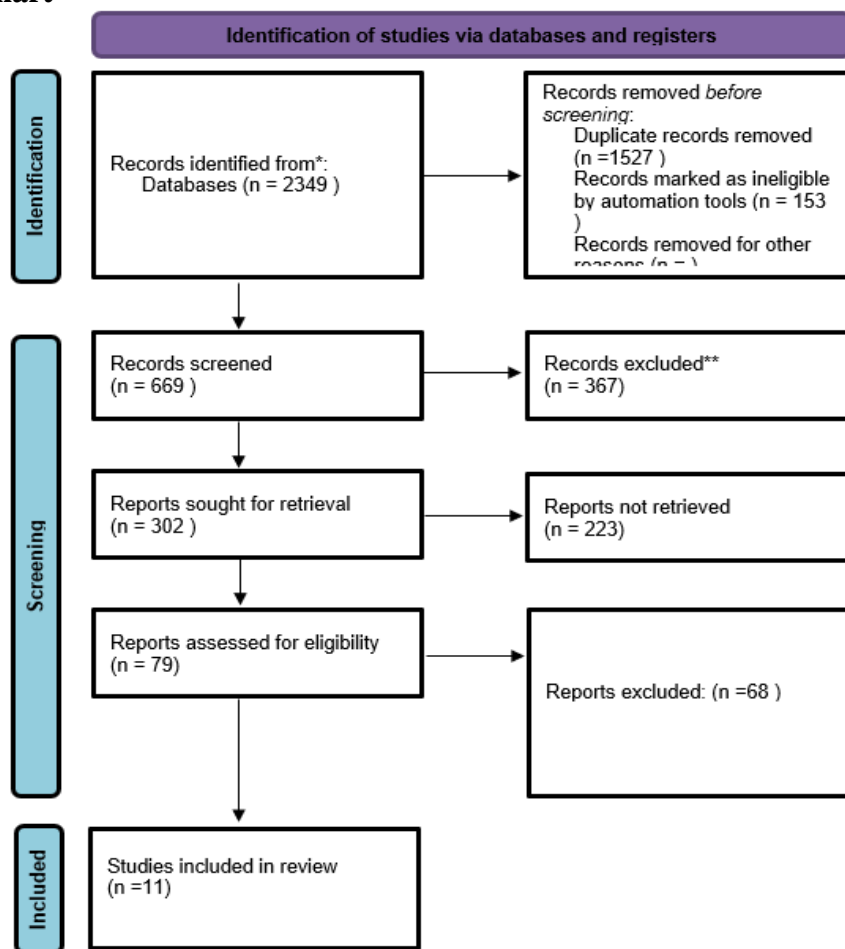 Identification of studies via databases and registers
Identification
Records identified from*:
Databases (n = 2349 )
Records removed before
screening:
Duplicate records removed
(n =1527 )
Records marked as ineligible
by automation tools (n = 153
)
Records removed for other
reasons (n = )
Screening
Records screened
(n = 669 )
Records excluded**
(n = 367)
Reports sought for retrieval
(n = 302 )
Reports not retrieved
(n = 223)
Reports assessed for eligibility
(n = 79)
Reports excluded: (n =68 )
Included
Studies included in review
(n =11)